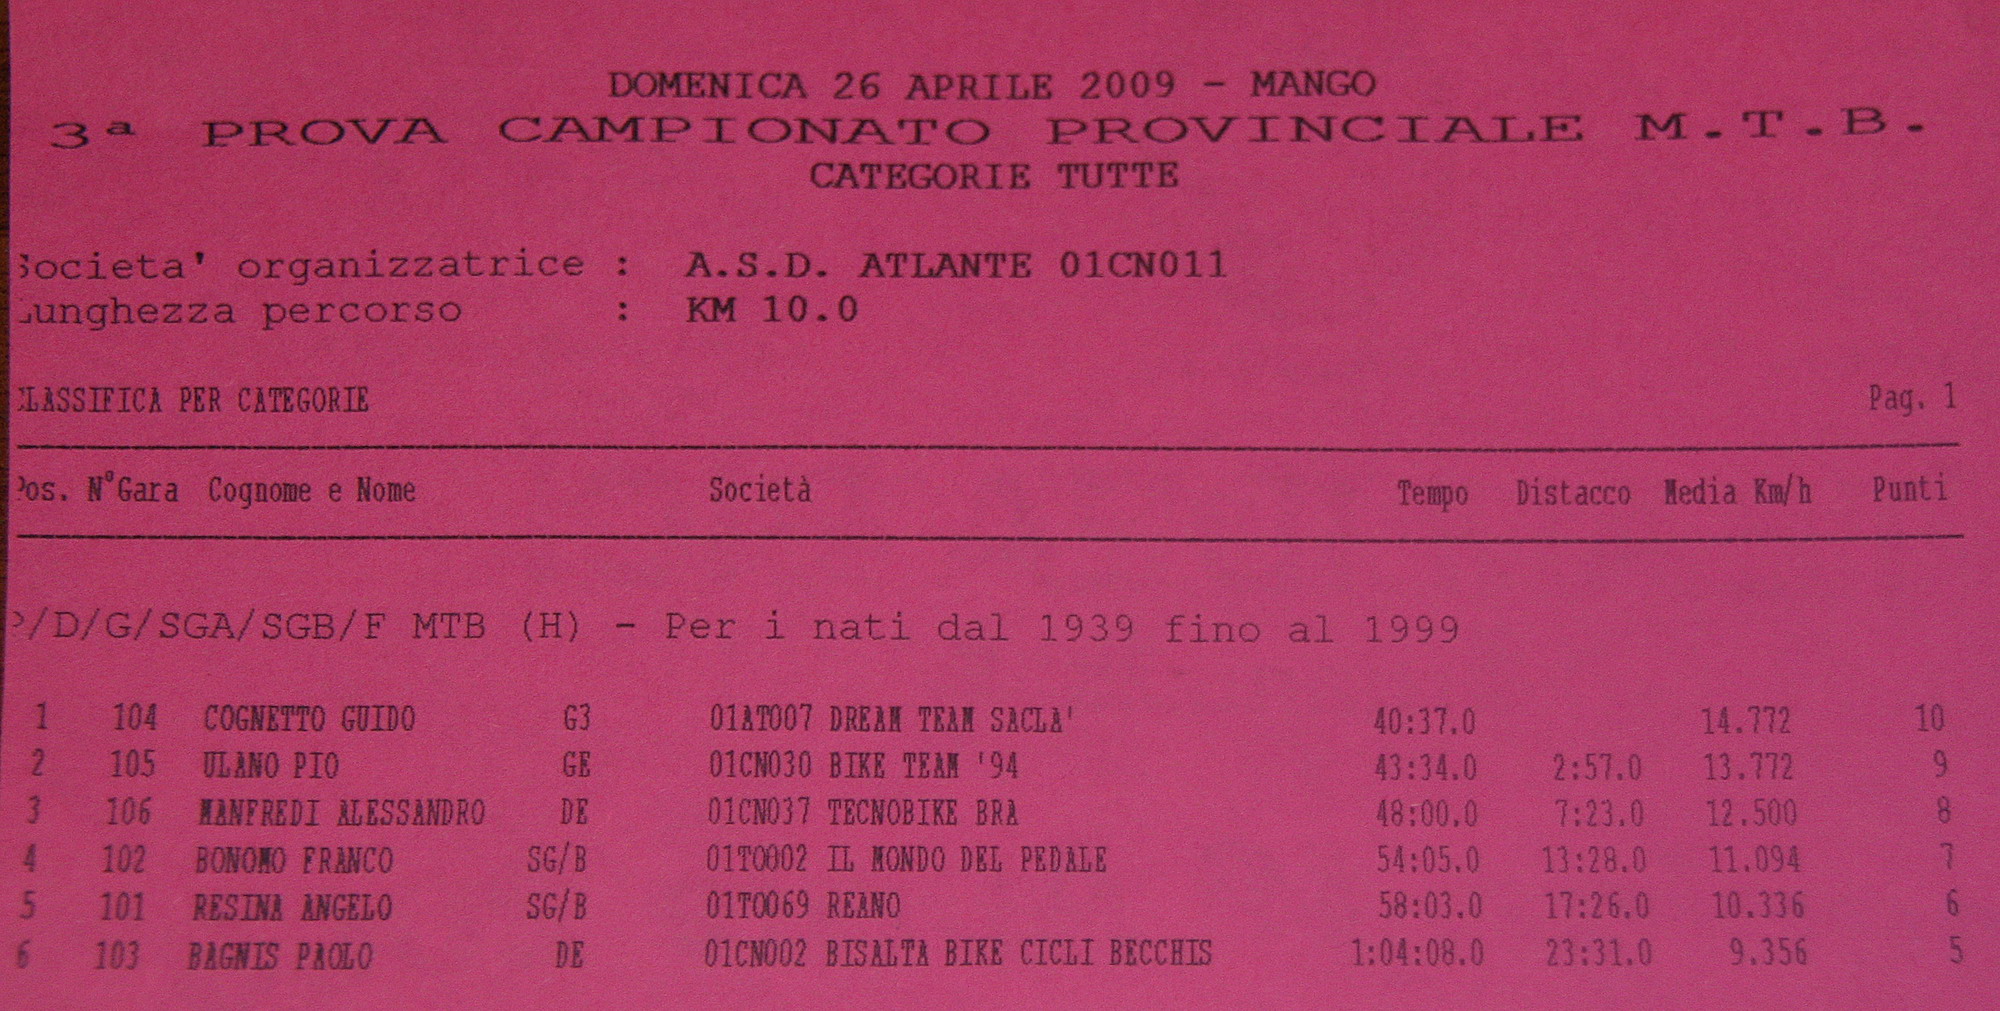 DOMENICA 26 APRILE 2009 - MANGO
3ª PROVA CAMPIONATO PROVINCIALE M.T.B.
CATEGORIE TUTTE
Societa' organizzatrice : A.S.D. ATLANTE 01CN011
Lunghezza percorso : KM 10.0
CLASSIFICA PER CATEGORIE Pag. 1
Pos. N°Gara Cognome e Nome Società Tempo Distacco Media Km/h Punti
P/D/G/SGA/SGB/F MTB (H) - Per i nati dal 1939 fino al 1999
1 104 COGNETTO GUIDO G3 01AT007 DREAM TEAM SACLA' 40:37.0 14.772 10
2 105 ULANO PIO GE 01CN030 BIKE TEAM '94 43:34.0 2:57.0 13.772 9
3 106 MANFREDI ALESSANDRO DE 01CN037 TECNOBIKE BRA 48:00.0 7:23.0 12.500 8
4 102 BONOMO FRANCO SG/B 01TO002 IL MONDO DEL PEDALE 54:05.0 13:28.0 11.094 7
5 101 RESINA ANGELO SG/B 01TO069 REANO 58:03.0 17:26.0 10.336 6
6 103 BAGNIS PAOLO DE 01CN002 BISALTA BIKE CICLI BECCHIS 1:04:08.0 23:31.0 9.356 5